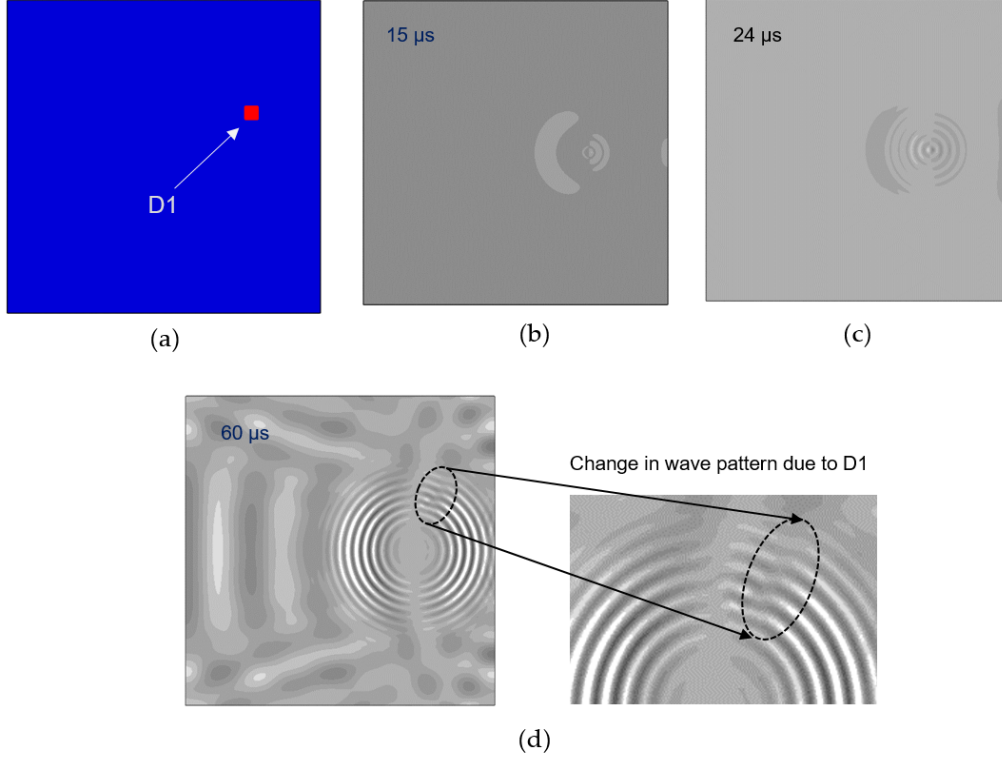 D1
(a)
15 µs
(b)
24 µs
(c)
60 µs
Change in wave pattern due to D1
(d)